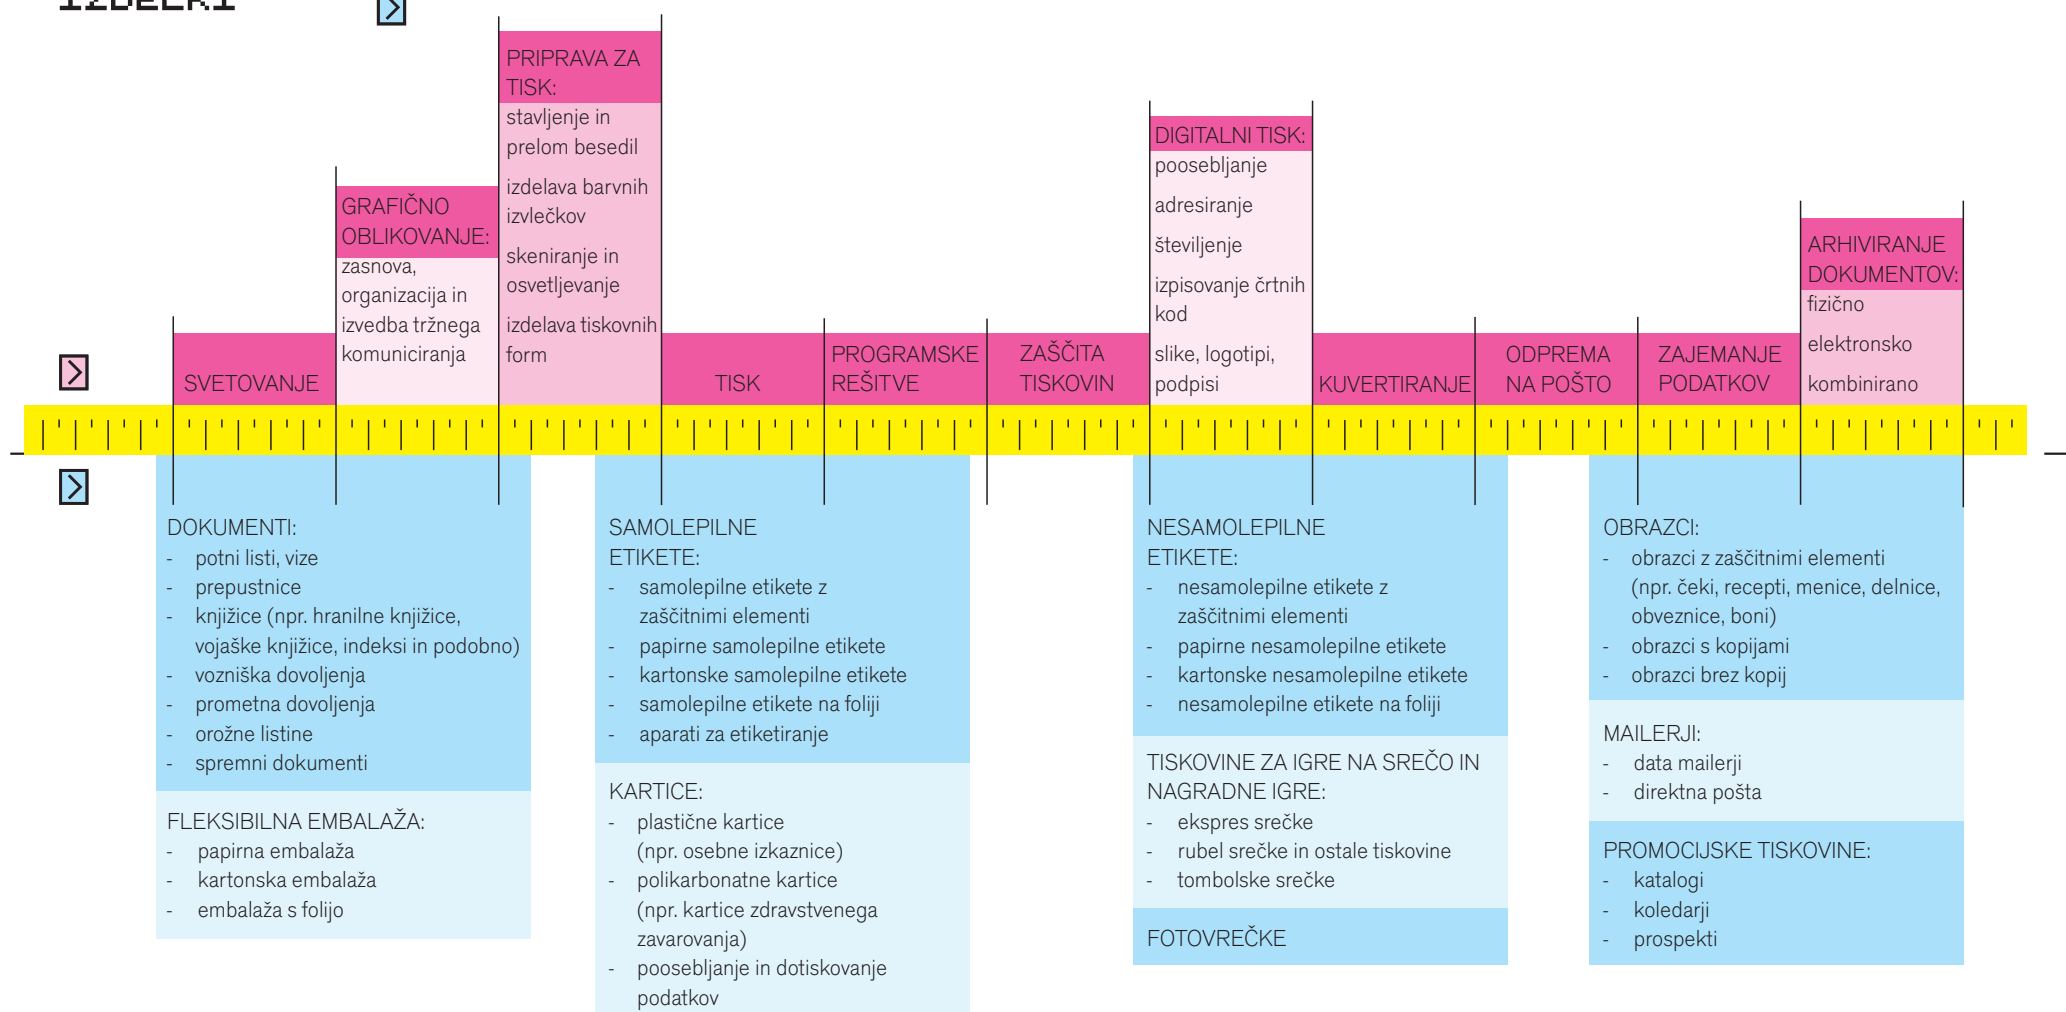 IZDELKI
PRIPRAVA ZA
TISK:
stavljenje in
prelom besedil
izdelava barvnih
izvlečkov
skeniranje in
osvetljevanje
izdelava tiskovnih
form
GRAFIČNO
OBLIKOVANJE:
zasnova,
organizacija in
izvedba tržnega
komuniciranja
SVETOVANJE
TISK
PROGRAMSKE
REŠITVE
ZAŠČITA
TISKOVIN
DIGITALNI TISK:
poosebljanje
adresiranje
številjenje
izpisovanje črtnih
kod
slike, logotipi,
podpisi
KUVERTIRANJE
ODPREMA
NA POŠTO
ZAJEMANJE
PODATKOV
ARHIVIRANJE
DOKUMENTOV:
fizično
elektronsko
kombinirano
DOKUMENTI:
- potni listi, vize
- prepustnice
- knjižice (npr. hranilne knjižice,
vojaške knjižice, indeksi in podobno)
- vozniška dovoljenja
- prometna dovoljenja
- orožne listine
- spremni dokumenti
FLEKSIBILNA EMBALAŽA:
- papirna embalaža
- kartonska embalaža
- embalaža s folijo
SAMOLEPILNE
ETIKETE:
- samolepilne etikete z
zaščitnimi elementi
- papirne samolepilne etikete
- kartonske samolepilne etikete
- samolepilne etikete na foliji
- aparati za etiketiranje
KARTICE:
- plastične kartice
(npr. osebne izkaznice)
- polikarbonatne kartice
(npr. kartice zdravstvenega
zavarovanja)
- poosebljanje in dotiskovanje
podatkov
NESAMOLEPILNE
ETIKETE:
- nesamolepilne etikete z
zaščitnimi elementi
- papirne nesamolepilne etikete
- kartonske nesamolepilne etikete
- nesamolepilne etikete na foliji
TISKOVINE ZA IGRE NA SREČO IN
NAGRADNE IGRE:
- ekspres srečke
- rubel srečke in ostale tiskovine
- tombolske srečke
FOTOVREČKE
OBRAZCI:
- obrazci z zaščitnimi elementi
(npr. čeki, recepti, menice, delnice,
obveznice, boni)
- obrazci s kopijami
- obrazci brez kopij
MAILERJI:
- data mailerji
- direktna pošta
PROMOCIJSKE TISKOVINE:
- katalogi
- koledarji
- prospekti